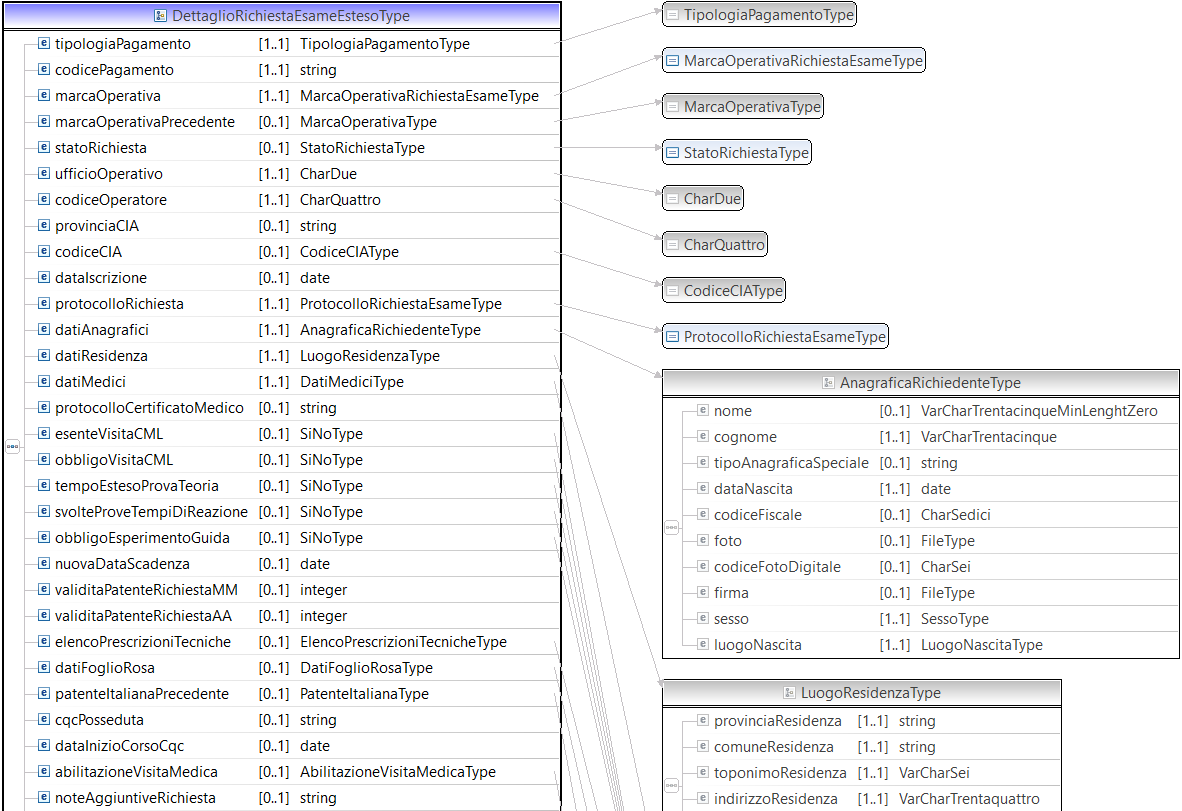 DettaglioRichiestaEsameEstesoType
tipologiaPagamento [1..1] TipologiaPagamentoType
codicePagamento [1..1] string
marcaOperativa [1..1] MarcaOperativaRichiestaEsameType
marcaOperativaPrecedente [0..1] MarcaOperativaType
statoRichiesta [0..1] StatoRichiestaType
ufficioOperativo [1..1] CharDue
codiceOperatore [1..1] CharQuattro
provinciaCIA [0..1] string
codiceCIA [0..1] CodiceCIAType
dataIscrizione [0..1] date
protocolloRichiesta [1..1] ProtocolloRichiestaEsameType
datiAnagrafici [1..1] AnagraficaRichiedenteType
datiResidenza [1..1] LuogoResidenzaType
datiMedici [1..1] DatiMediciType
protocolloCertificatoMedico [0..1] string
esenteVisitaCML [0..1] SiNoType
obbligoVisitaCML [0..1] SiNoType
tempoEstesoProvaTeoria [0..1] SiNoType
svolteProveTempiDiReazione [0..1] SiNoType
obbligoEsperimentoGuida [0..1] SiNoType
nuovaDataScadenza [0..1] date
validitaPatenteRichiestaMM [0..1] integer
validitaPatenteRichiestaAA [0..1] integer
elencoPrescrizioniTecniche [0..1] ElencoPrescrizioniTecnicheType
datiFoglioRosa [0..1] DatiFoglioRosaType
patenteItalianaPrecedente [0..1] PatenteItalianaType
cqcPosseduta [0..1] string
dataInizioCorsoCqc [0..1] date
abilitazioneVisitaMedica [0..1] AbilitazioneVisitaMedicaType
noteAggiuntiveRichiesta [0..1] string
TipologiaPagamentoType
MarcaOperativaRichiestaEsameType
MarcaOperativaType
StatoRichiestaType
CharDue
CharQuattro
CodiceCIAType
ProtocolloRichiestaEsameType
AnagraficaRichiedenteType
nome [0..1] VarCharTrentacinqueMinLenghtZero
cognome [1..1] VarCharTrentacinque
tipoAnagraficaSpeciale [0..1] string
dataNascita [1..1] date
codiceFiscale [0..1] CharSedici
foto [0..1] FileType
codiceFotoDigitale [0..1] CharSei
firma [0..1] FileType
sesso [1..1] SessoType
luogoNascita [1..1] LuogoNascitaType
LuogoResidenzaType
provinciaResidenza [1..1] string
comuneResidenza [1..1] string
toponimoResidenza [1..1] VarCharSei
indirizzoResidenza [1..1] VarCharTrentaquattro